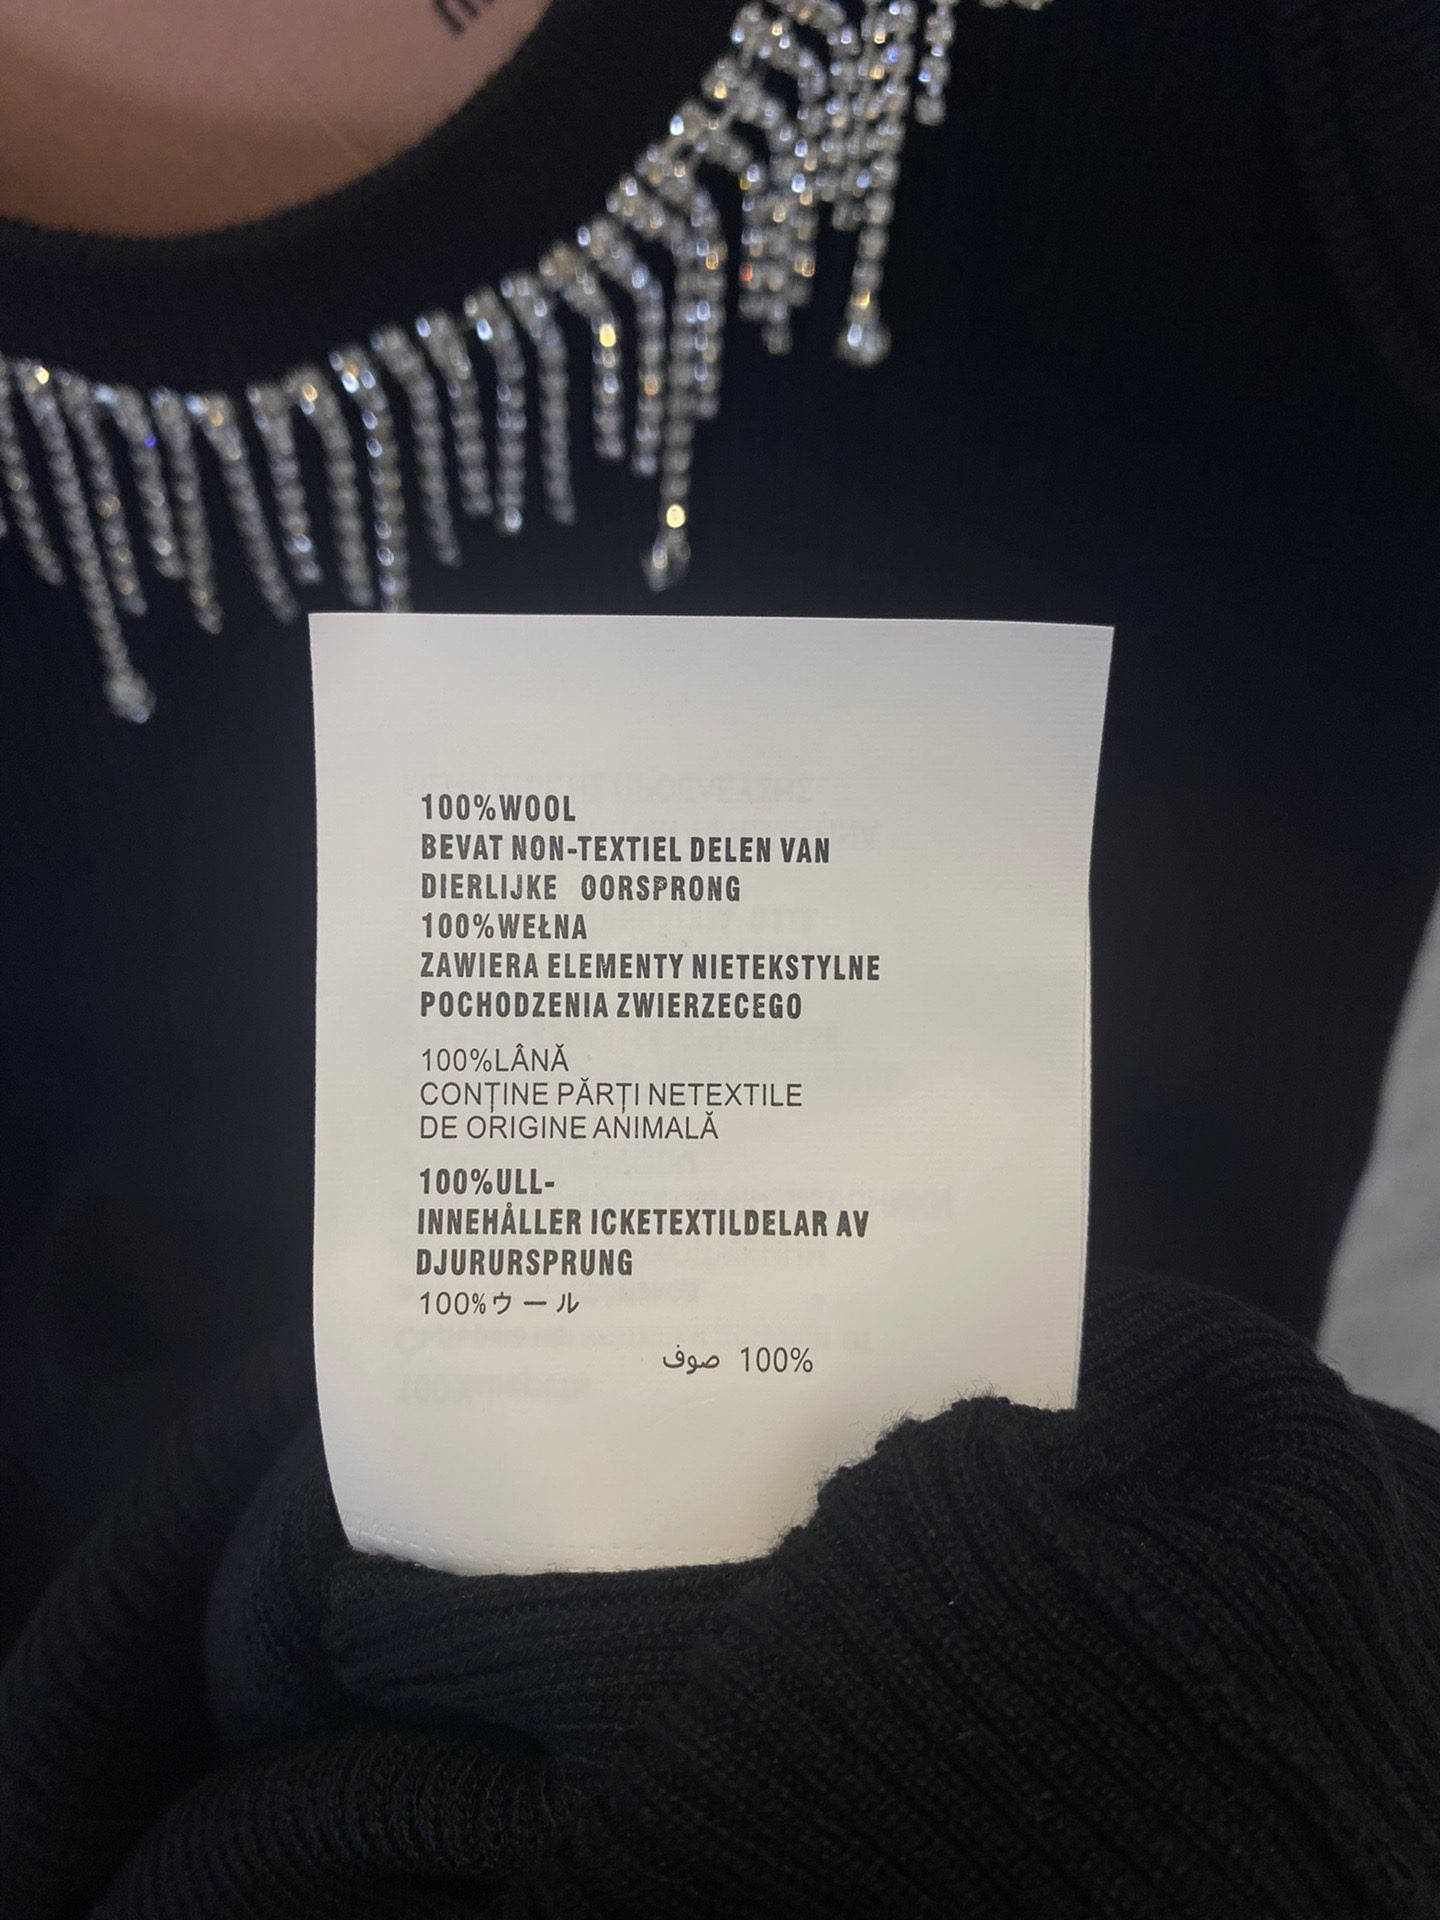 100%WOOL
BEVAT NON-TEXTIEL DELEN VAN
DIERLIJKE OORSPRONG
100%WEŁNA
ZAWIERA ELEMENTY NIETEKSTYLNE
POCHODZENIA ZWIERZECEGO
100%LÂNĂ
CONȚINE PĂRȚI NETEXTILE
DE ORIGINE ANIMALĂ
100%ULL-
INNEHÅLLER ICKETEXTILDELAR AV
DJURURSPRUNG
100%ウール
100% صوف